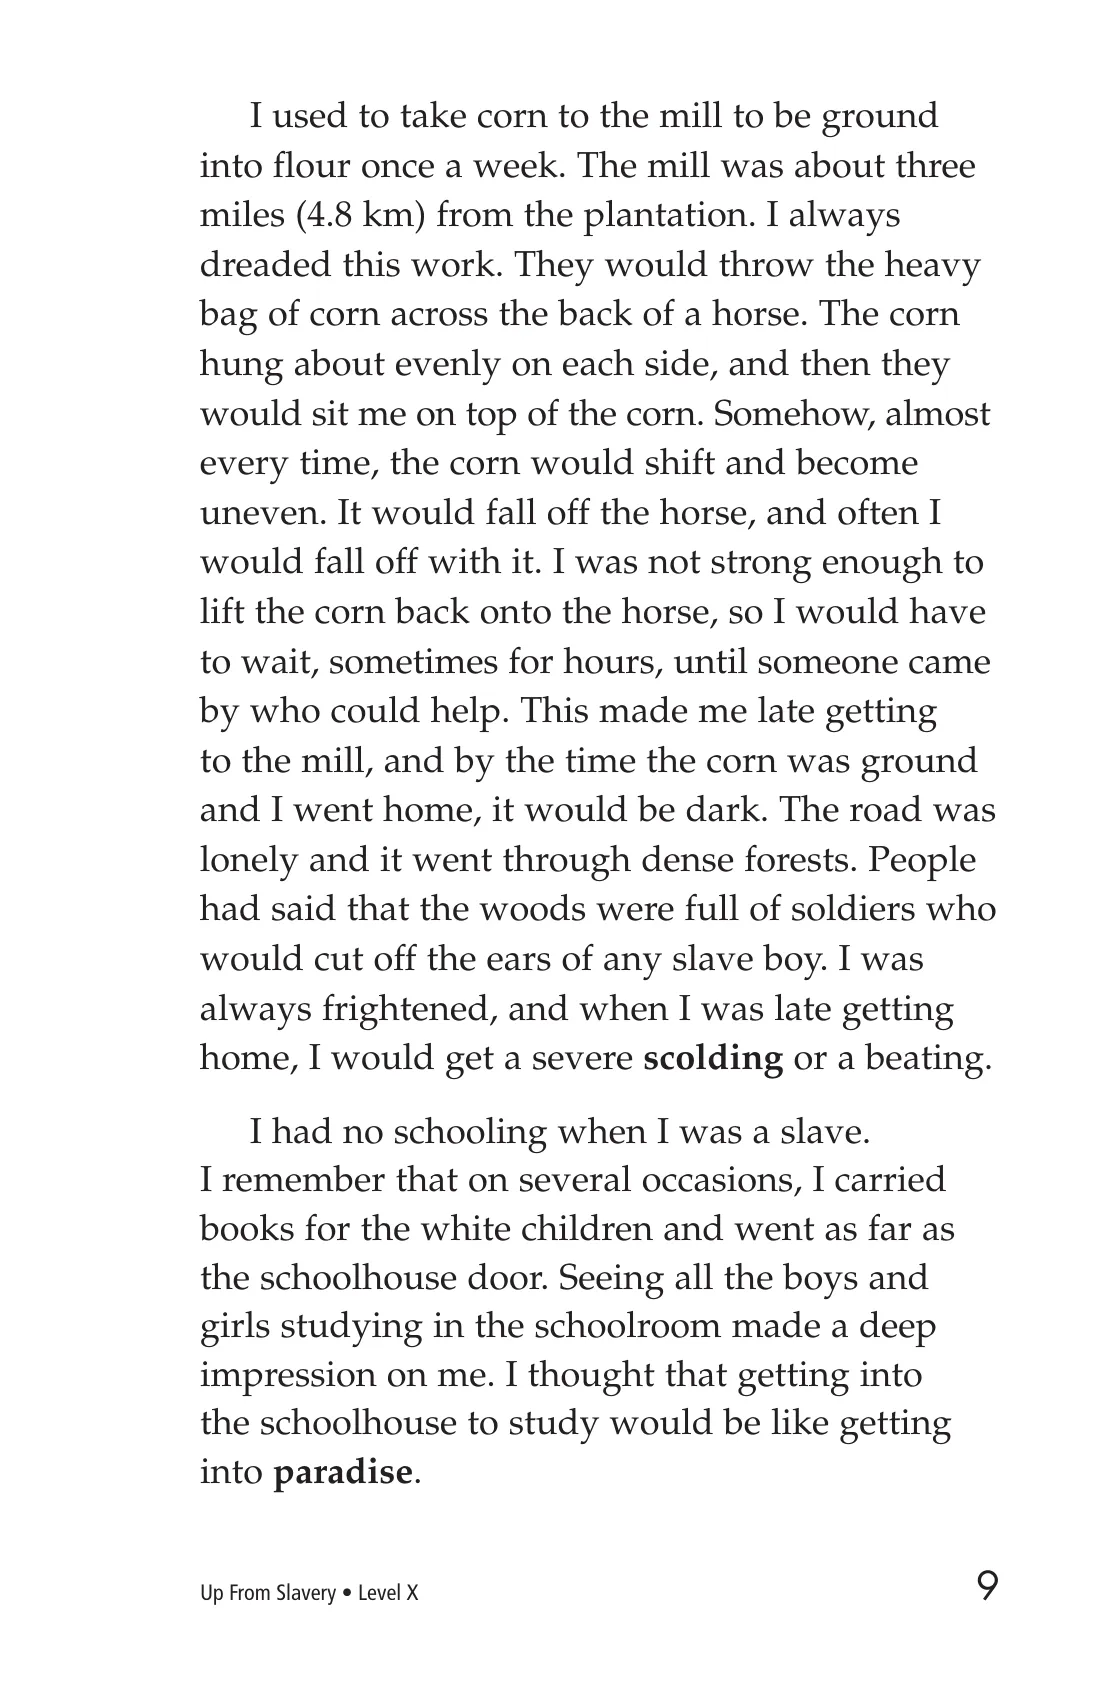 I used to take corn to the mill to be ground
into flour once a week. The mill was about three
miles (4.8 km) from the plantation. I always
dreaded this work. They would throw the heavy
bag of corn across the back of a horse. The corn
hung about evenly on each side, and then they
would sit me on top of the corn. Somehow, almost
every time, the corn would shift and become
uneven. It would fall off the horse, and often I
would fall off with it. I was not strong enough to
lift the corn back onto the horse, so I would have
to wait, sometimes for hours, until someone came
by who could help. This made me late getting
to the mill, and by the time the corn was ground
and I went home, it would be dark. The road was
lonely and it went through dense forests. People
had said that the woods were full of soldiers who
would cut off the ears of any slave boy. I was
always frightened, and when I was late getting
home, I would get a severe scolding or a beating.
I had no schooling when I was a slave.
I remember that on several occasions, I carried
books for the white children and went as far as
the schoolhouse door. Seeing all the boys and
girls studying in the schoolroom made a deep
impression on me. I thought that getting into
the schoolhouse to study would be like getting
into paradise.
Up From Slavery • Level X
9